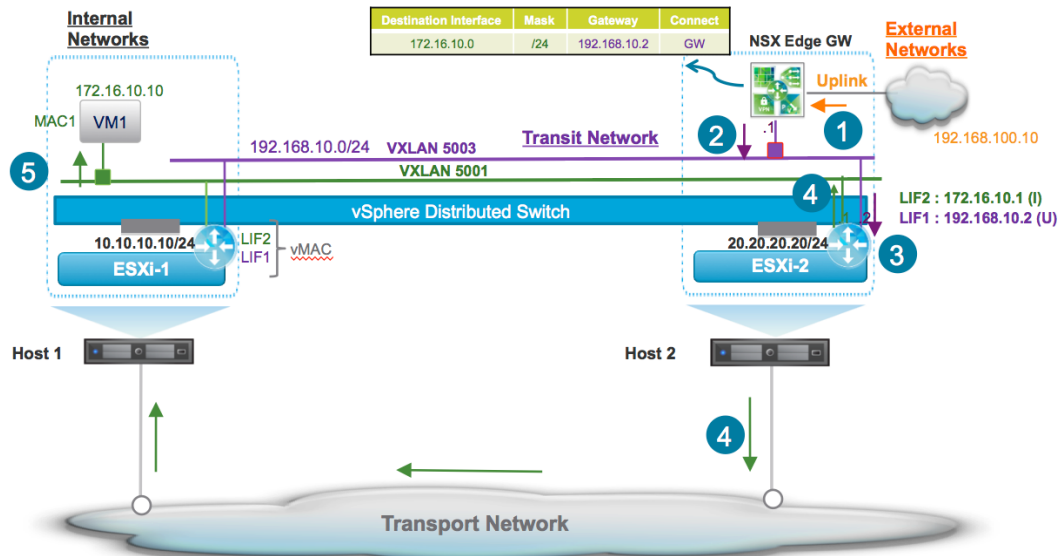 Internal
Networks
Destination Interface Mask Gateway Connect
172.16.10.0 /24 192.168.10.2 GW
NSX Edge GW
External
Networks
172.16.10.10
MAC1
VM1
Uplink
1
.1
2
Transit Network
192.168.100.10
192.168.10.0/24 VXLAN 5003
5
VXLAN 5001
4
LIF2 : 172.16.10.1 (I)
LIF1 : 192.168.10.2 (U)
vSphere Distributed Switch
.1 .2
10.10.10.10/24
LIF2
LIF1
vMAC
20.20.20.20/24
3
ESXi-1
ESXi-2
Host 1
Host 2
4
Transport Network